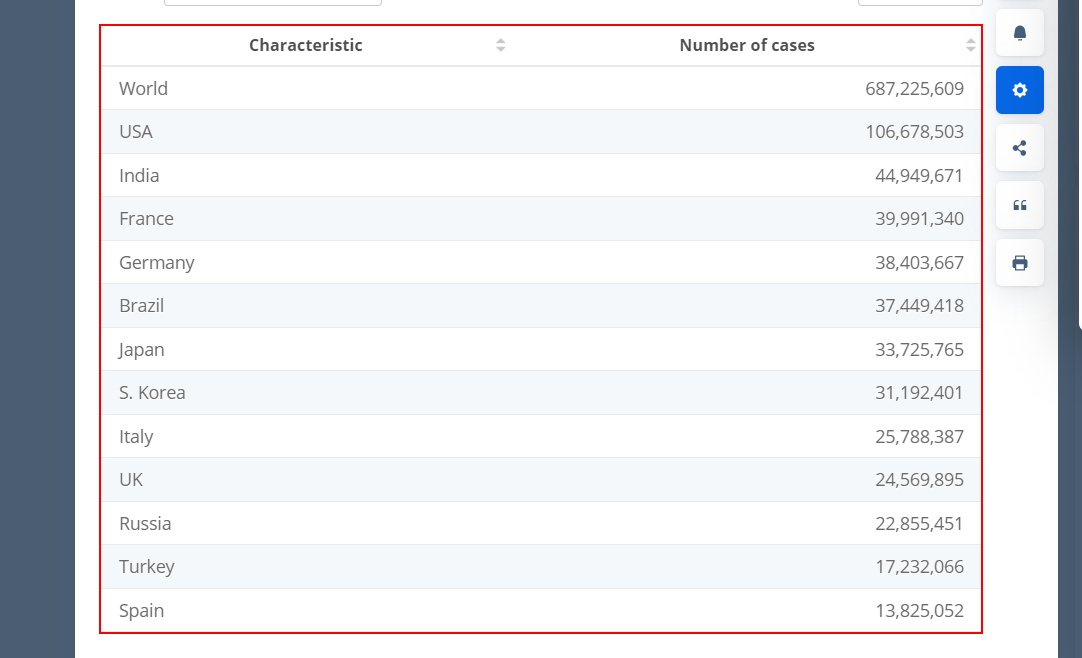 Characteristic Number of cases
World 687,225,609
USA 106,678,503
India 44,949,671
France 39,991,340
Germany 38,403,667
Brazil 37,449,418
Japan 33,725,765
S. Korea 31,192,401
Italy 25,788,387
UK 24,569,895
Russia 22,855,451
Turkey 17,232,066
Spain 13,825,052